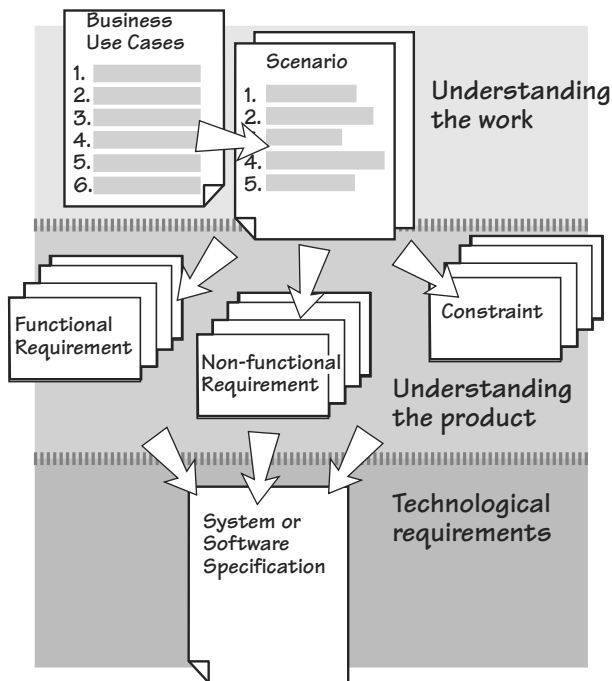 Business
Use Cases
1.
2.
3.
4.
5.
6.
Scenario
1.
2.
4.
5.
Understanding
the work
Functional
Requirement
Non-functional
Requirement
Constraint
Understanding
the product
System or
Software
Specification
Technological
requirements